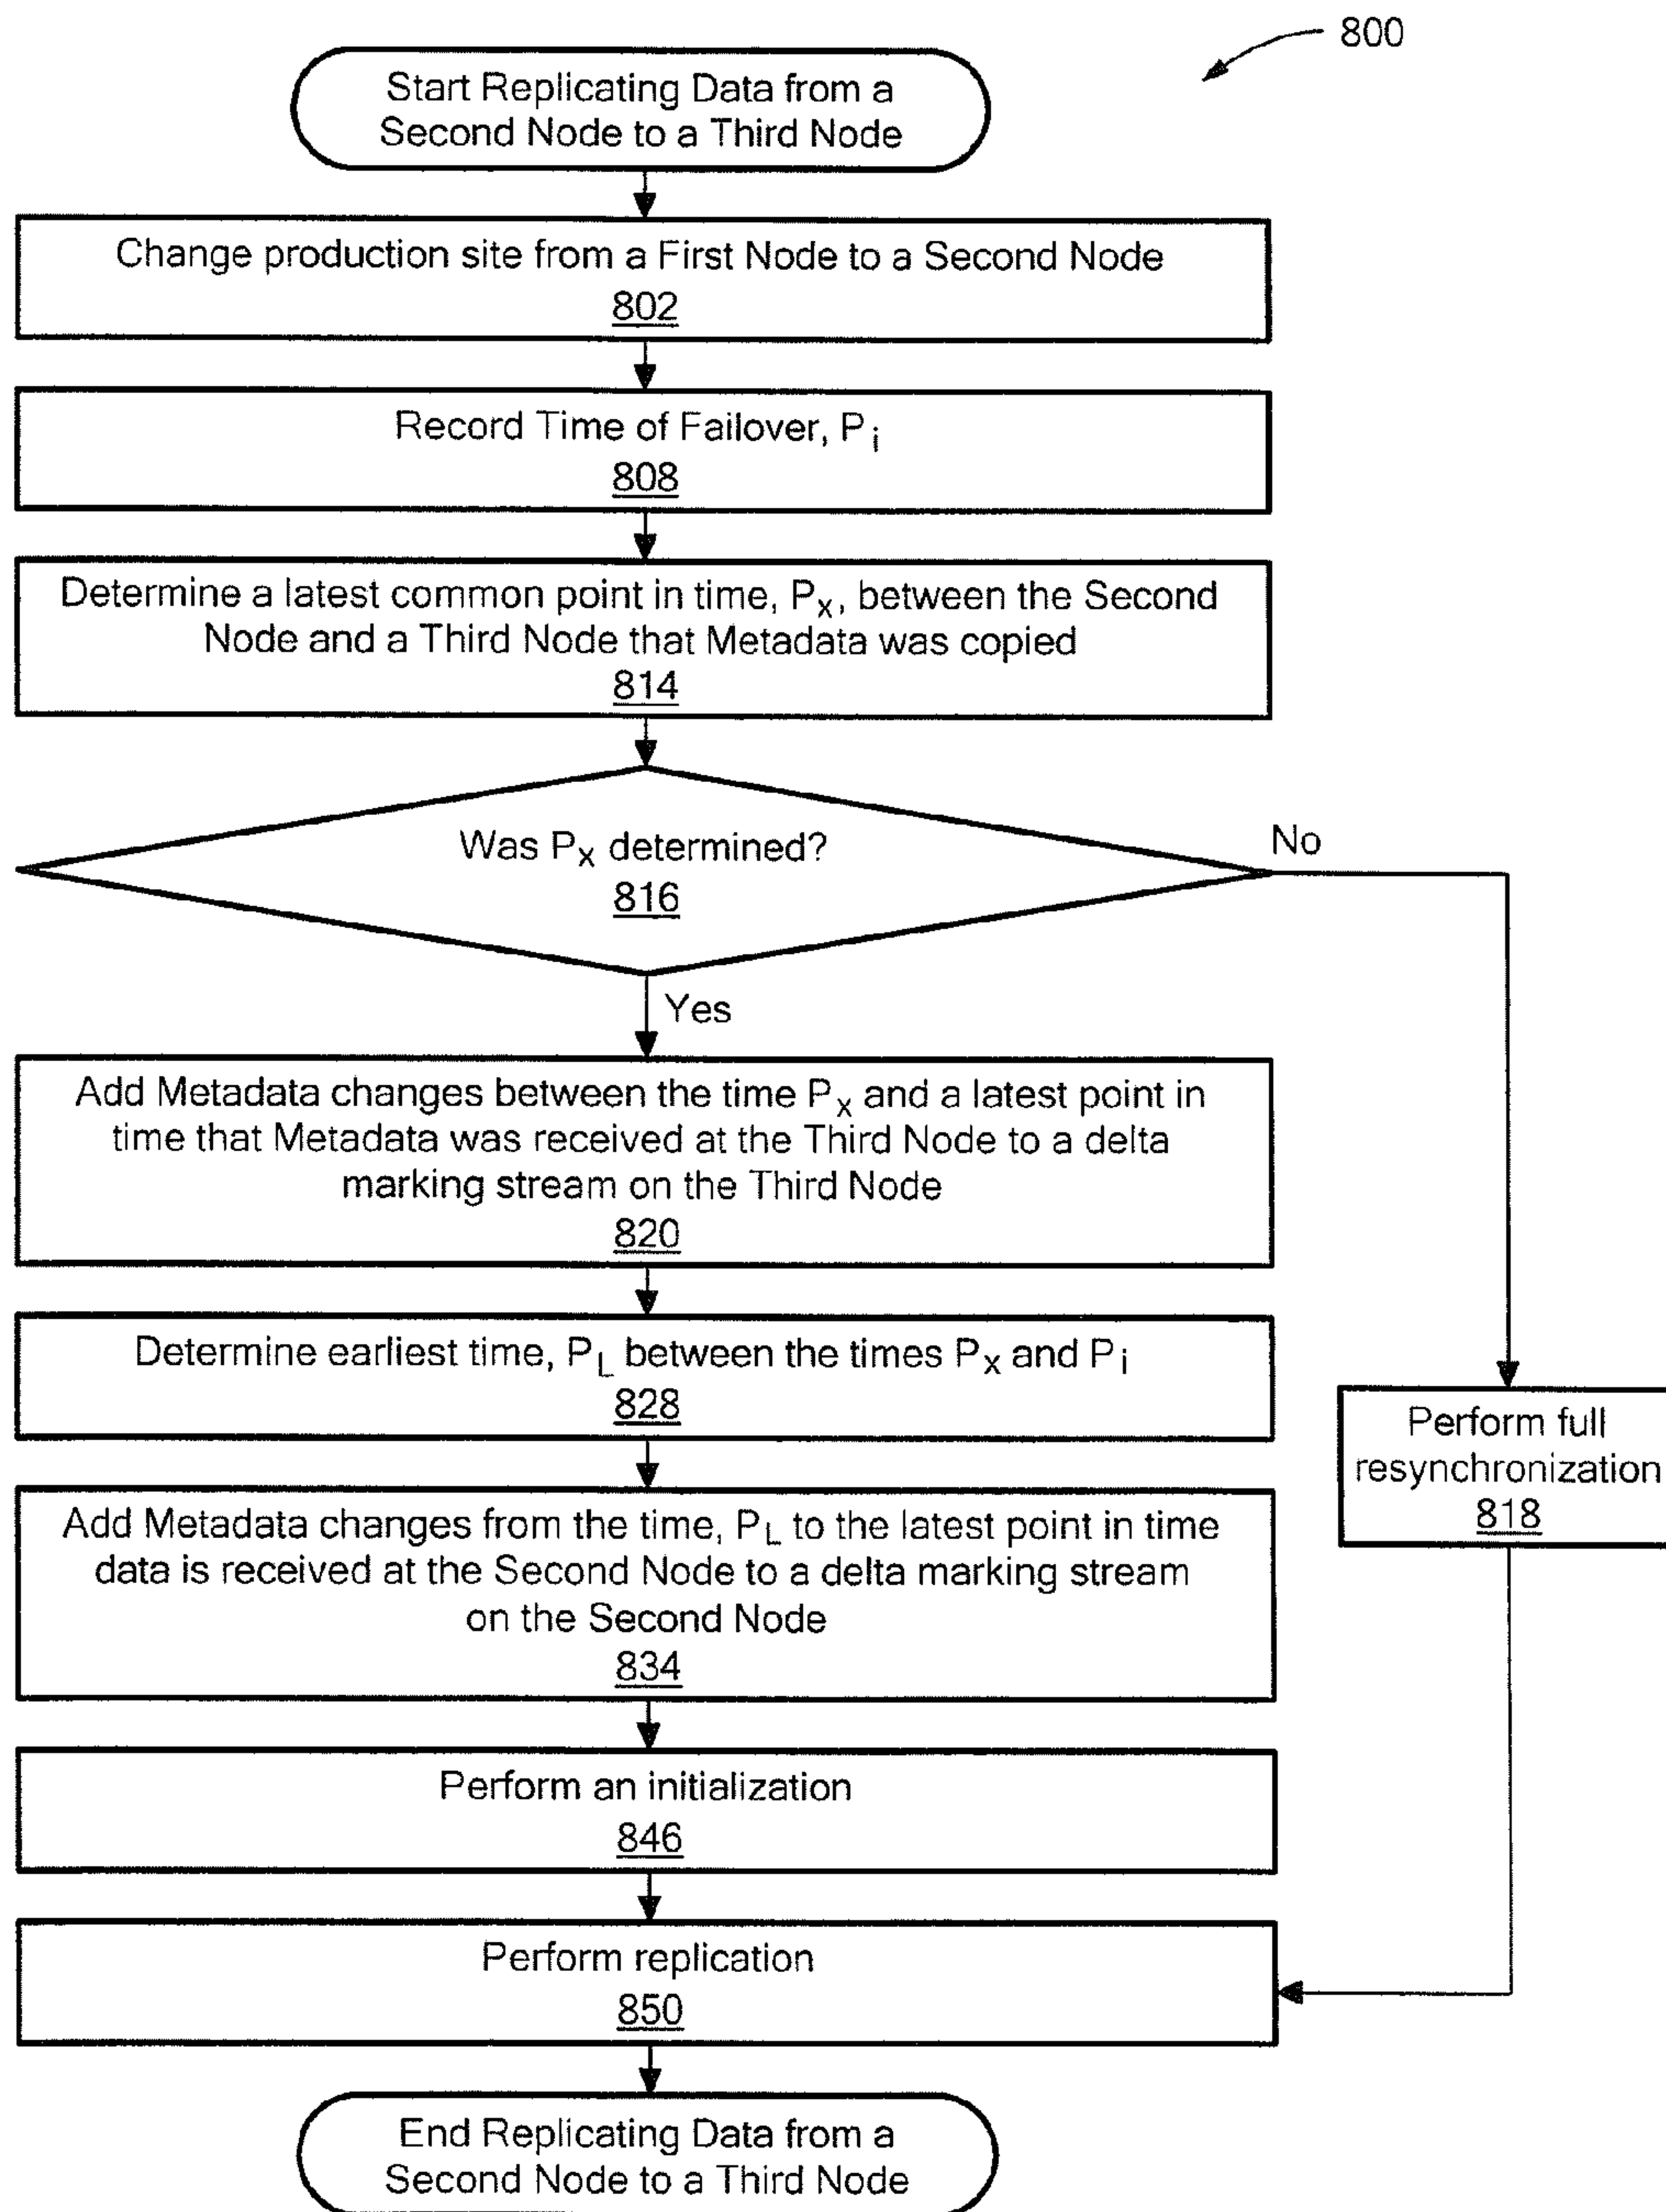 800
Start Replicating Data from a
Second Node to a Third Node
Change production site from a First Node to a Second Node
802
Record Time of Failover, Pi
808
Determine a latest common point in time, Px, between the Second
Node and a Third Node that Metadata was copied
814
Was Px determined?
816
No
Yes
Add Metadata changes between the time Px and a latest point in
time that Metadata was received at the Third Node to a delta
marking stream on the Third Node
820
Determine earliest time, PL between the times Px and Pi
828
Perform full
resynchronization
818
Add Metadata changes from the time, PL to the latest point in time
data is received at the Second Node to a delta marking stream
on the Second Node
834
Perform an initialization
846
Perform replication
850
End Replicating Data from a
Second Node to a Third Node